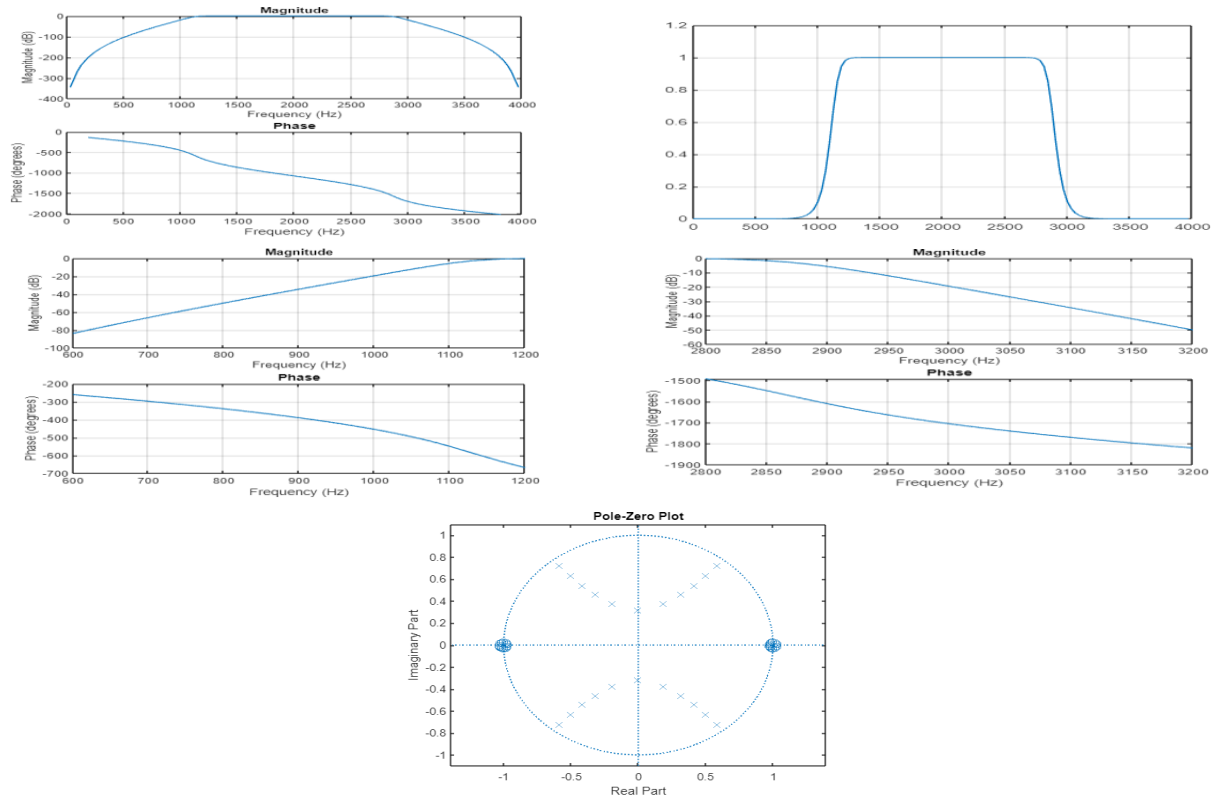 0
-100
-200
-300
-400
Magnitude (dB)
0 500 1000 1500 2000 2500 3000 3500 4000
Frequency (Hz)
Phase
0
-500
-1000
-1500
-2000
Phase (degrees)
500 1000 1500 2000 2500 3000 3500 4000
Frequency (Hz)
1.2
1
0.8
0.6
0.4
0.2
0
0 500 1000 1500 2000 2500 3000 3500 4000
Magnitude
0
-20
-40
-60
-80
-100
Magnitude (dB)
600 700 800 900 1000 1100 1200
Frequency (Hz)
Phase
-200
-300
-400
-500
-600
-700
Phase (degrees)
600 700 800 900 1000 1100 1200
Frequency (Hz)
Magnitude
0
-10
-20
-30
-40
-50
-60
Magnitude (dB)
2800 2850 2900 2950 3000 3050 3100 3150 3200
Frequency (Hz)
Phase
-1500
-1600
-1700
-1800
-1900
Phase (degrees)
2800 2850 2900 2950 3000 3050 3100 3150 3200
Frequency (Hz)
Pole-Zero Plot
1
0.8
0.6
0.4
0.2
0
-0.2
-0.4
-0.6
-0.8
-1
Imaginary Part
-1 -0.5 0 0.5 1
Real Part